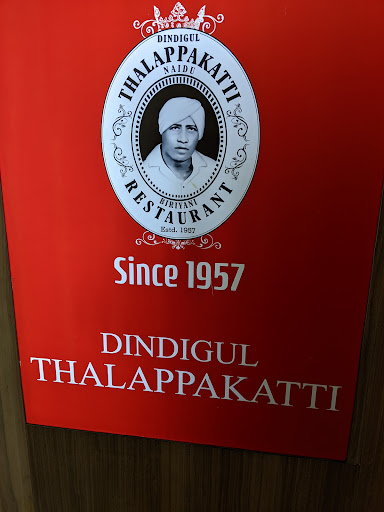 DINDIGUL
THALAPPAKATTI
NAIDU
BIRIYANI
RESTAURANT
Estd. 1957
Since 1957
DINDIGUL
THALAPPAKATTI